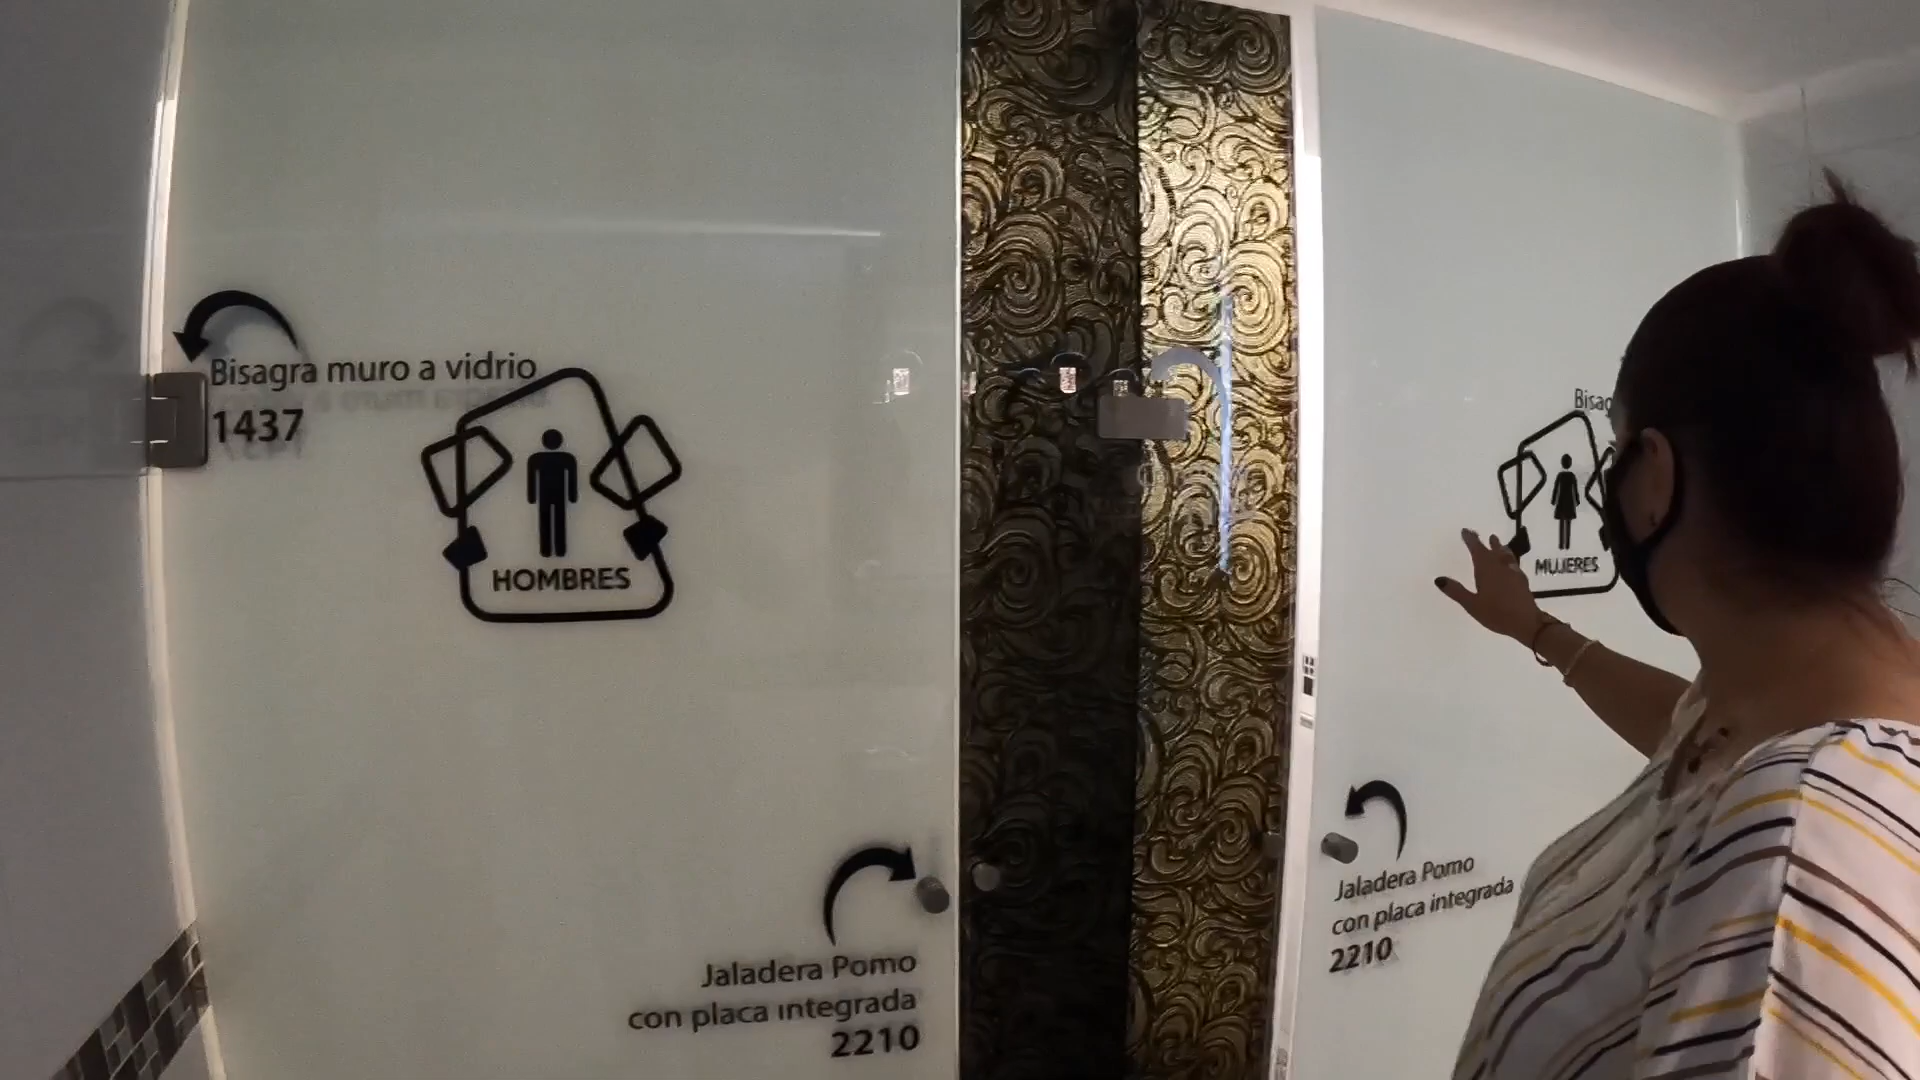 Bisagra muro a vidrio
1437
HOMBRES
Jaladera Pomo
con placa integrada
2210
MUJERES
Jaladera Pomo
con placa integrada
2210